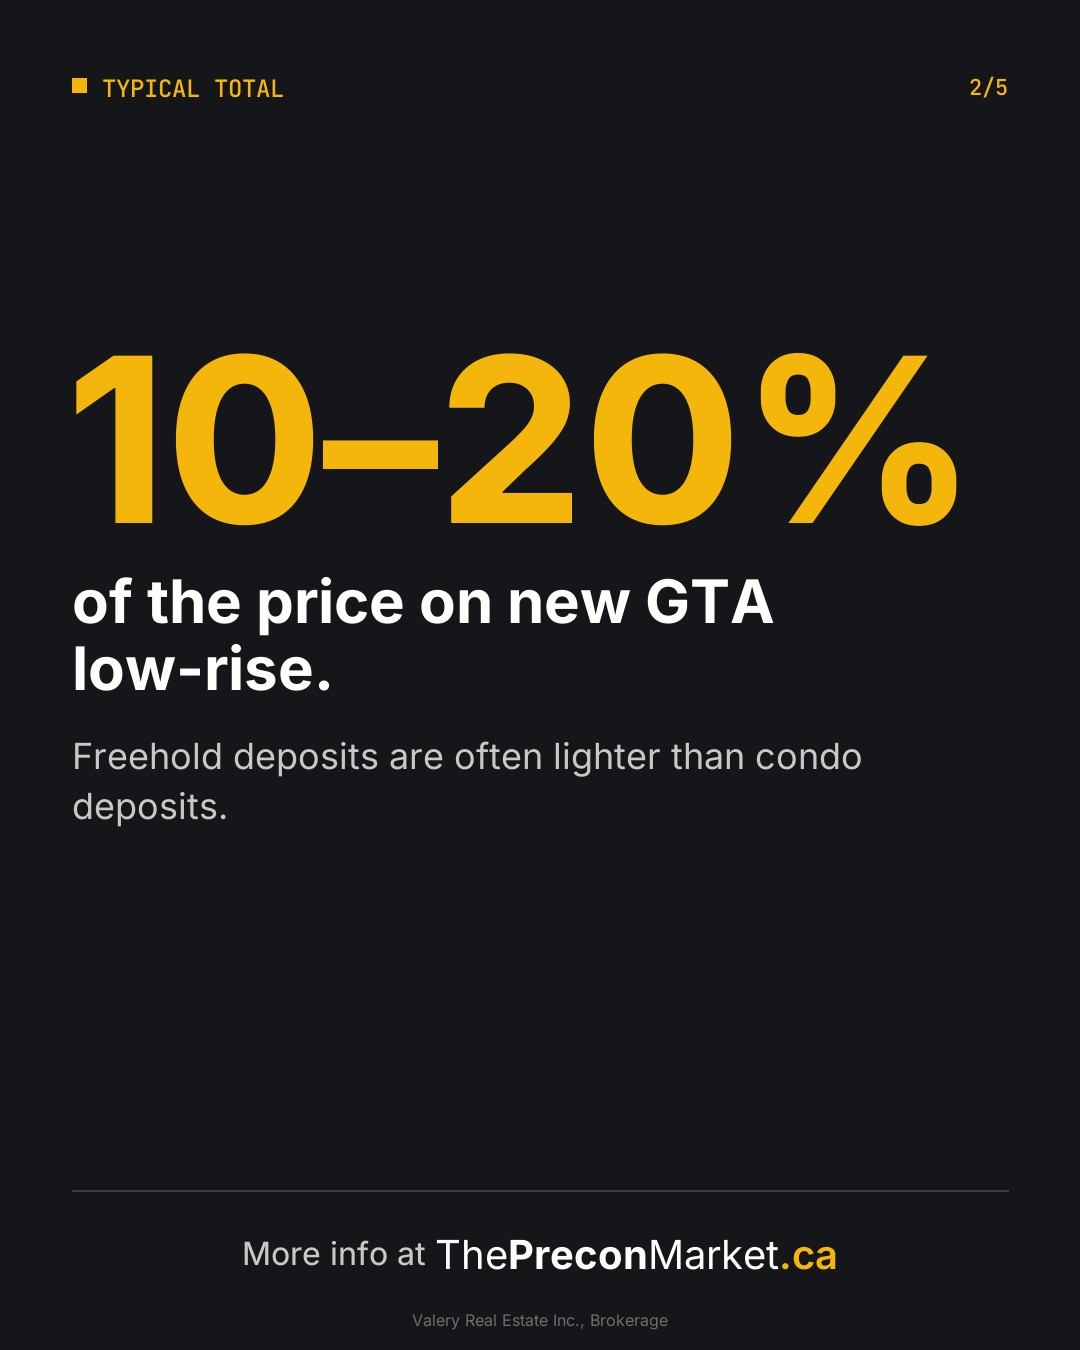 TYPICAL TOTAL
2/5
10–20%
of the price on new GTA
low-rise.
Freehold deposits are often lighter than condo
deposits.
More info at ThePreconMarket.ca
Valery Real Estate Inc., Brokerage